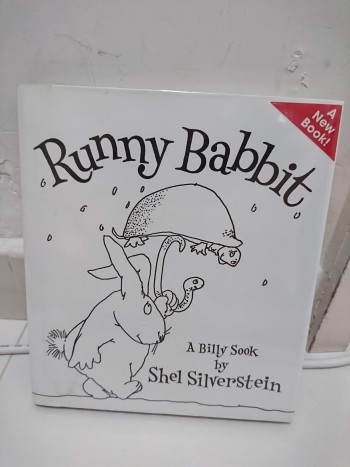 A
New
Book!
Runny Babbit
A Billy Sook
by
Shel Silverstein